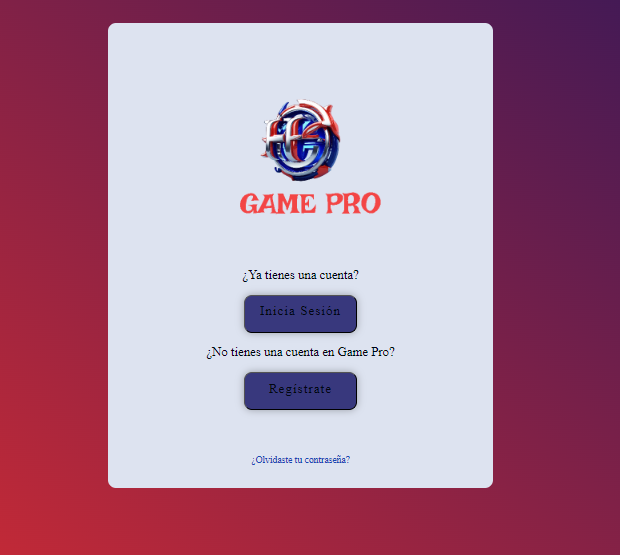 GAME PRO
¿Ya tienes una cuenta?
Inicia Sesión
¿No tienes una cuenta en Game Pro?
Regístrate
¿Olvidaste tu contraseña?